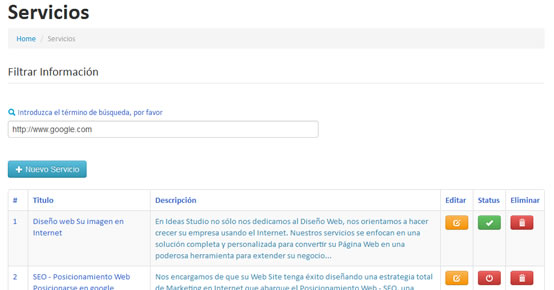 Servicios
Home / Servicios
Filtrar Información
Introduzca el término de búsqueda, por favor
http://www.google.com
+ Nuevo Servicio
# Titulo Descripción Editar Status Eliminar
1 Diseño web Su imagen en Internet
En Ideas Studio no sólo nos dedicamos al Diseño Web, nos orientamos a hacer
crecer su empresa usando el Internet. Nuestros servicios se enfocan en una
solución completa y personalizada para convertir su Página Web en una
poderosa herramienta para extender su negocio...
2 SEO - Posicionamiento Web
Posicionarse en google
Nos encargamos de que su Web Site tenga éxito diseñando una estrategia total
de Marketing en Internet que abarque el Posicionamiento Web - SEO, una